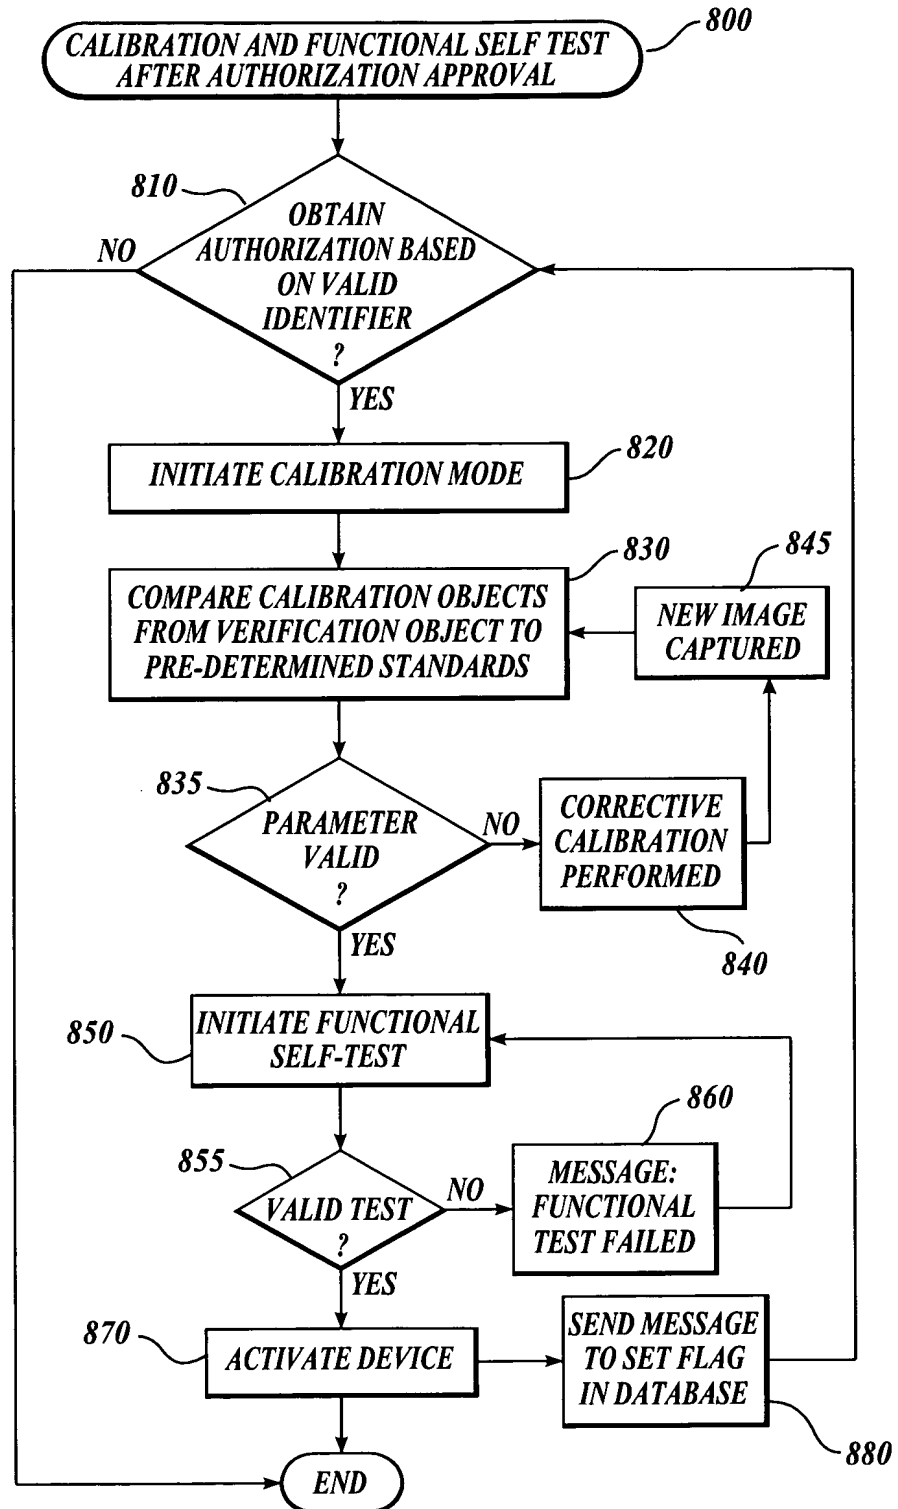 CALIBRATION AND FUNCTIONAL SELF TEST
AFTER AUTHORIZATION APPROVAL
800
810
OBTAIN
AUTHORIZATION BASED
ON VALID
IDENTIFIER
?
NO
YES
INITIATE CALIBRATION MODE
820
COMPARE CALIBRATION OBJECTS
FROM VERIFICATION OBJECT TO
PRE-DETERMINED STANDARDS
830
845
NEW IMAGE
CAPTURED
835
PARAMETER
VALID
?
NO
CORRECTIVE
CALIBRATION
PERFORMED
840
YES
850
INITIATE FUNCTIONAL
SELF-TEST
855
VALID TEST
?
NO
860
MESSAGE:
FUNCTIONAL
TEST FAILED
YES
870
ACTIVATE DEVICE
SEND MESSAGE
TO SET FLAG
IN DATABASE
880
END